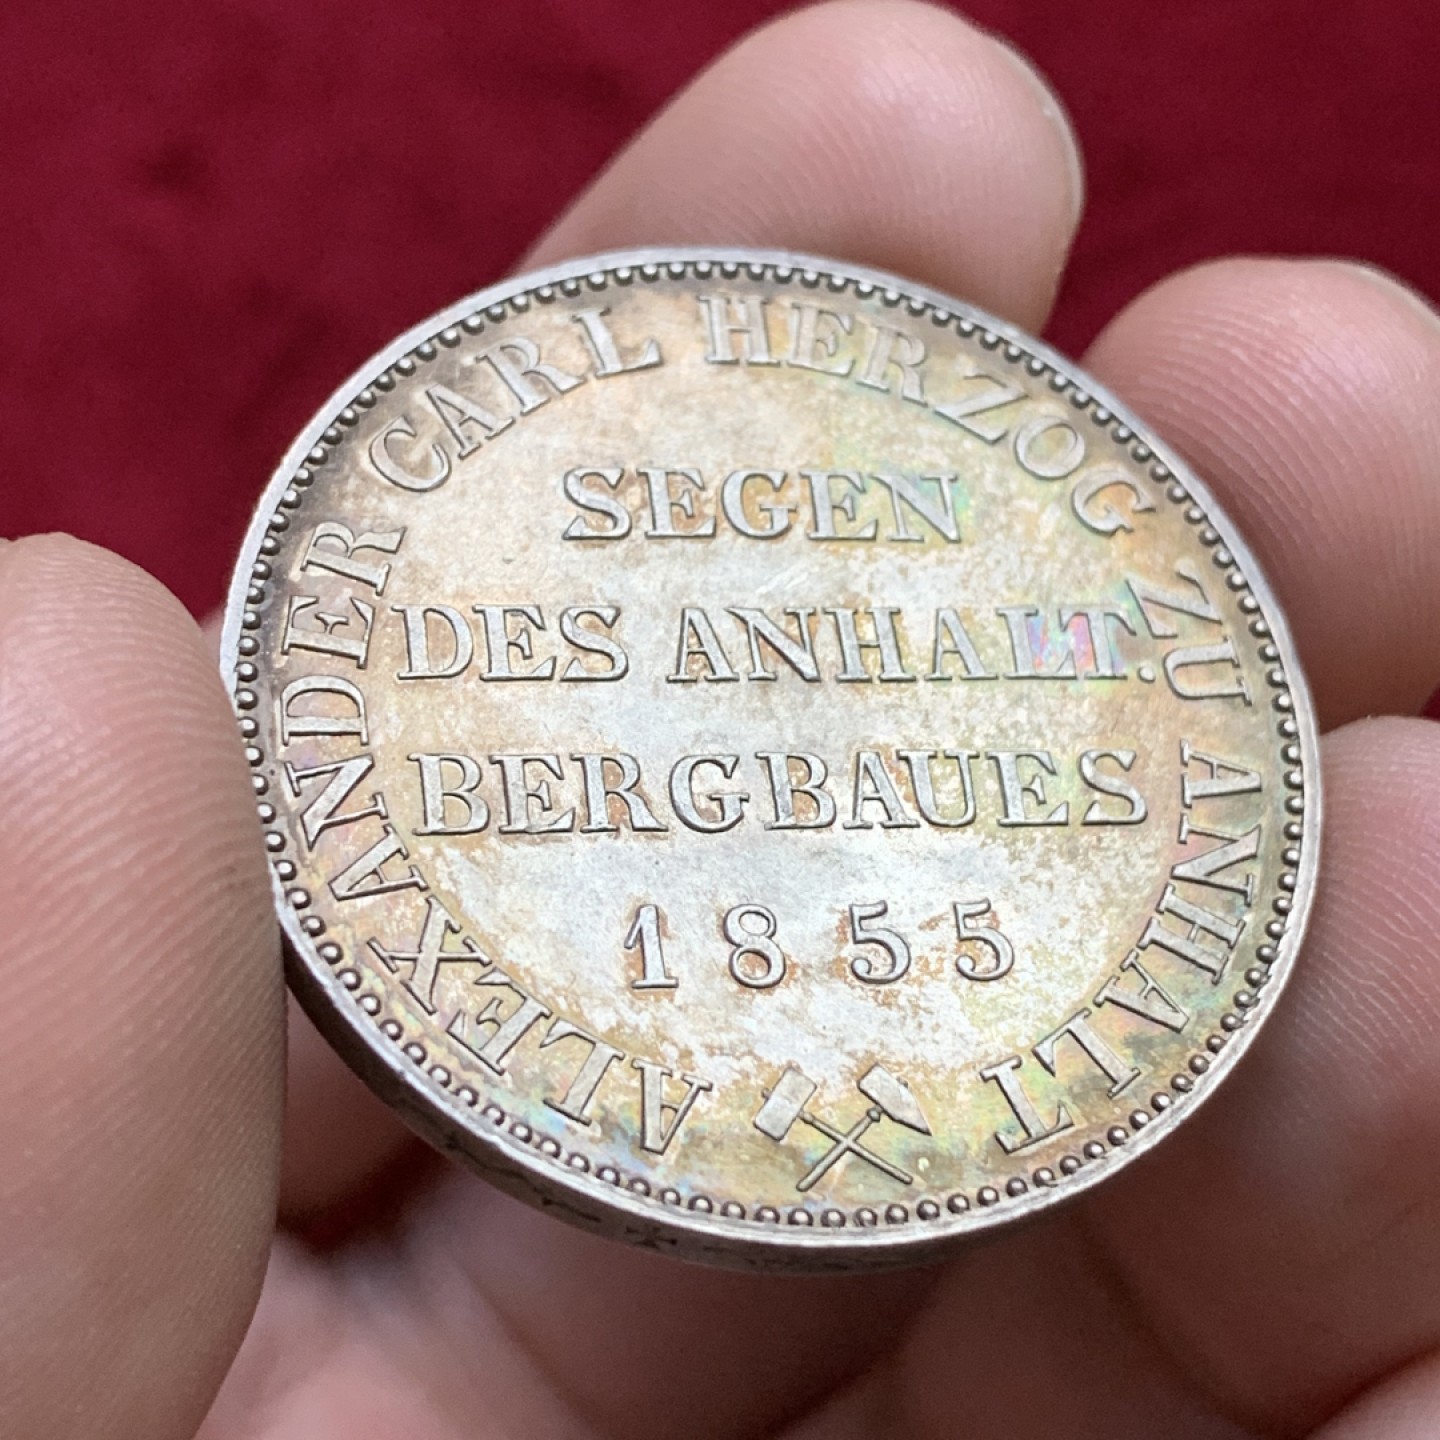 ALEXANDER CARL HERZOG ZU ANHALT
SEGEN
DES ANHALT.
BERGBAUES
1855